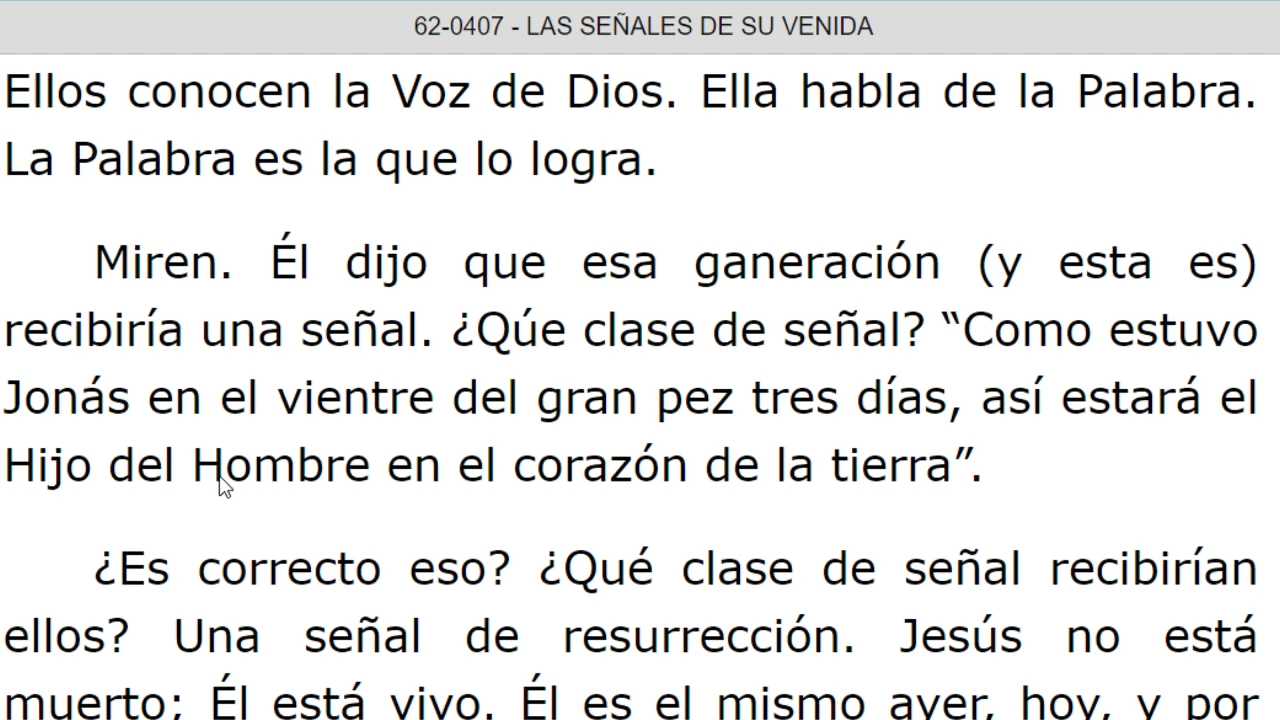 62-0407 - LAS SEÑALES DE SU VENIDA
Ellos conocen la Voz de Dios. Ella habla de la Palabra.
La Palabra es la que lo logra.
Miren. Él dijo que esa ganeración (y esta es)
recibiría una señal. ¿Qúe clase de señal? “Como estuvo
Jonás en el vientre del gran pez tres días, así estará el
Hijo del Hombre en el corazón de la tierra”.
¿Es correcto eso? ¿Qué clase de señal recibirían
ellos? Una señal de resurrección. Jesús no está
muerto; Él está vivo. Él es el mismo ayer, hoy, y por